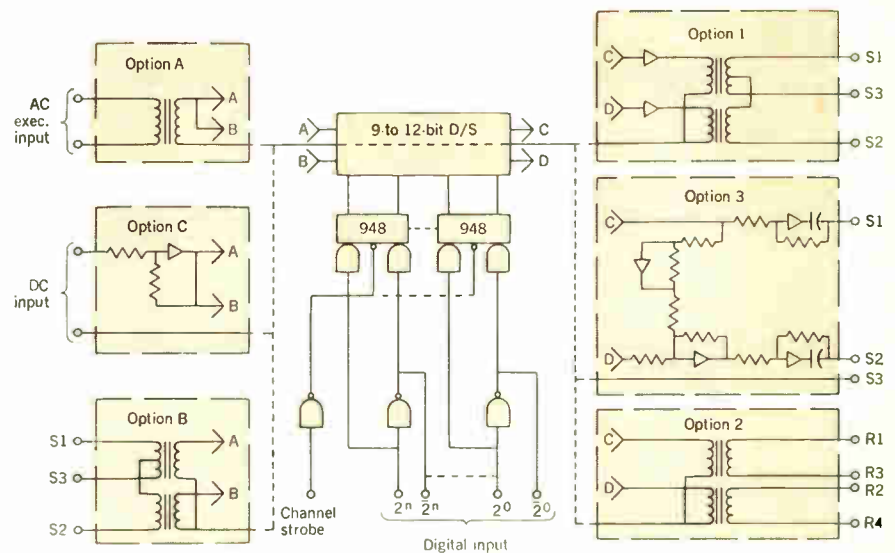 Option A
AC
exec.
input
A
B
Option C
DC
input
A
B
Option B
S1
S3
S2
A
B
A
B
9-to 12-bit D/S
C
D
948
948
Channel
strobe
2ⁿ
2̅ⁿ
2⁰
2̅⁰
Digital input
Option 1
C
D
S1
S3
S2
Option 3
C
D
S1
S2
S3
Option 2
C
D
R1
R3
R2
R4